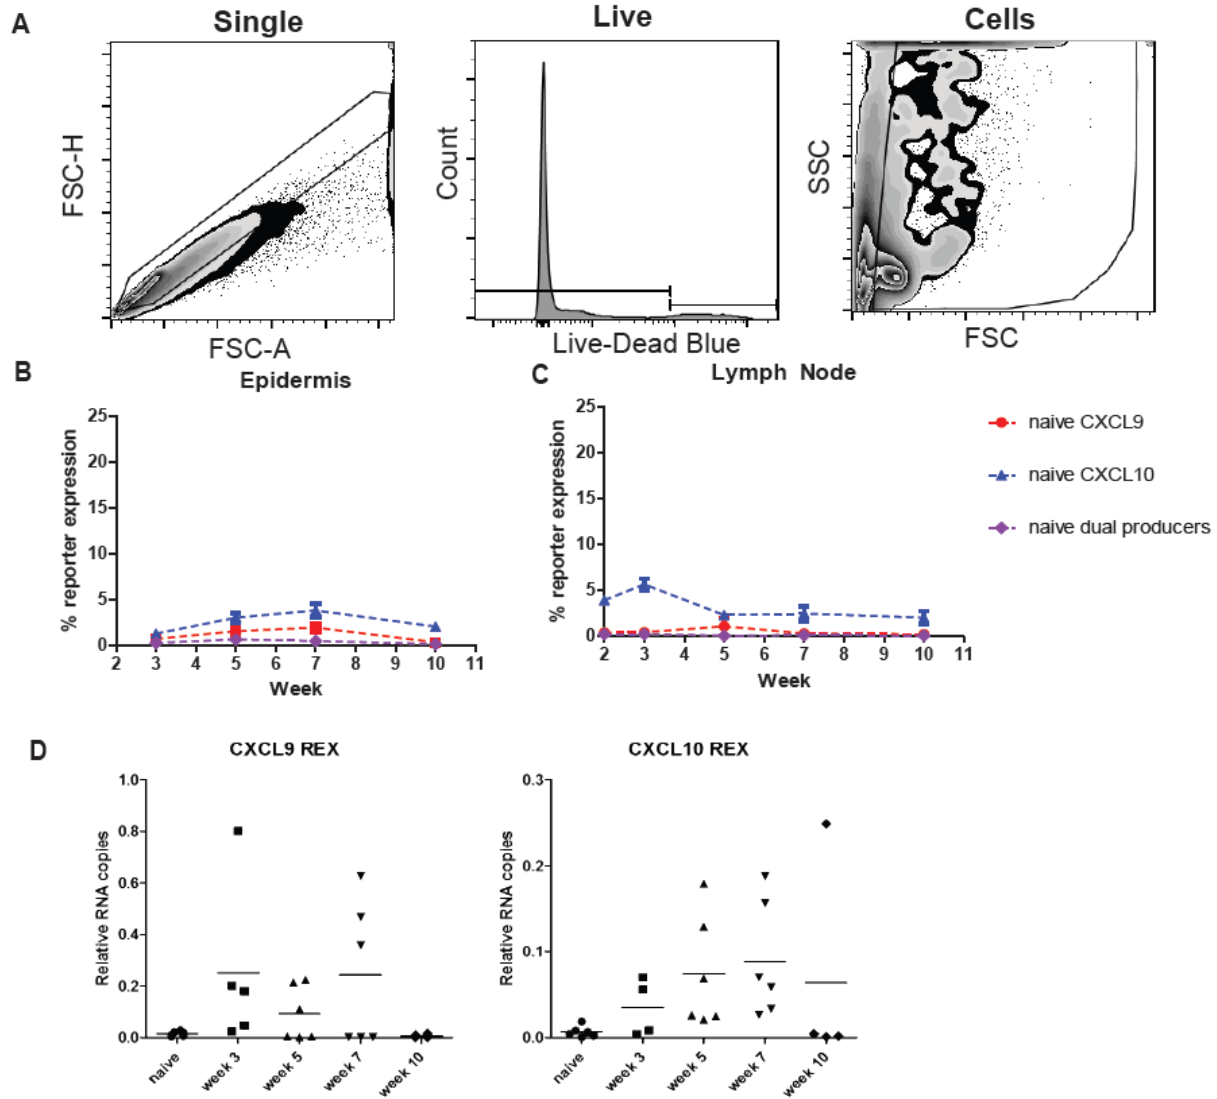 A
Single
Live
Cells
FSC-H
FSC-A
Count
Live-Dead Blue
SSC
FSC
B
Epidermis
% reporter expression
25
20
15
10
5
0
2 3 4 5 6 7 8 9 10 11
Week
C
Lymph Node
% reporter expression
25
20
15
10
5
0
2 3 4 5 6 7 8 9 10 11
Week
naive CXCL9
naive CXCL10
naive dual producers
D
CXCL9 REX
Relative RNA copies
1.0
0.8
0.6
0.4
0.2
0.0
naive
week 3
week 5
week 7
week 10
CXCL10 REX
Relative RNA copies
0.3
0.2
0.1
0.0
naive
week 3
week 5
week 7
week 10